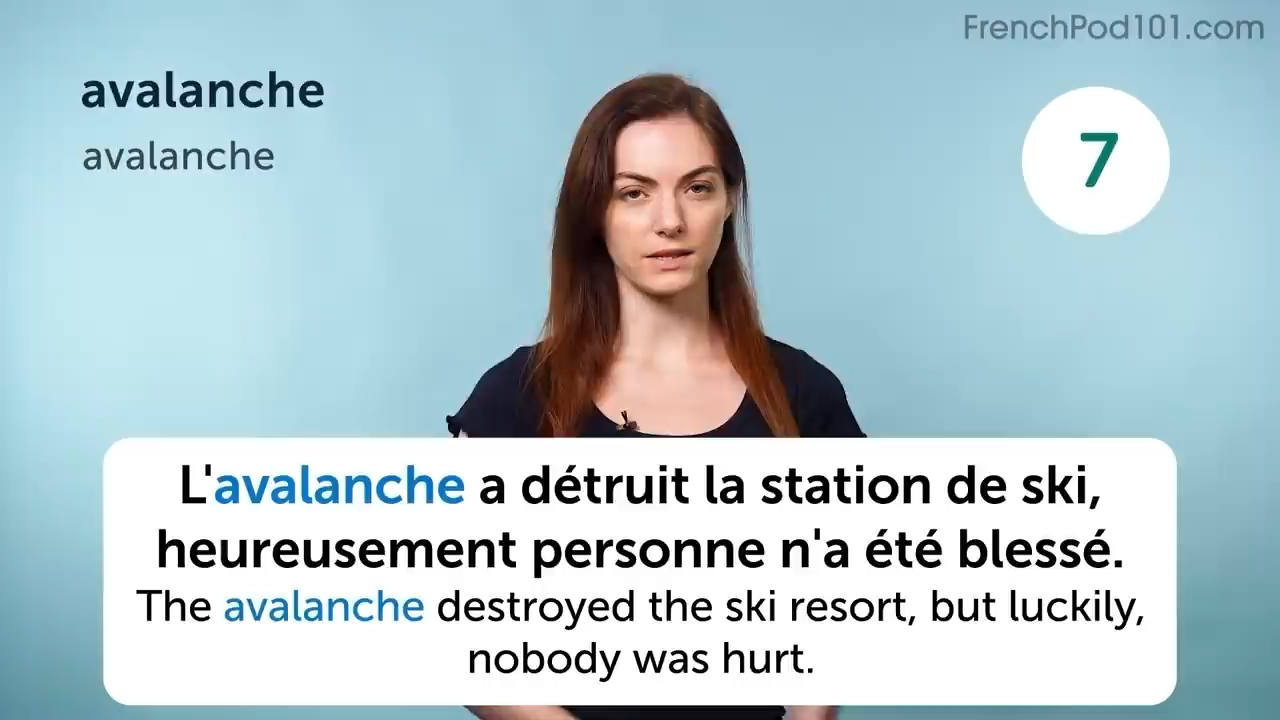 FrenchPod101.com
avalanche
avalanche
7
L'avalanche a détruit la station de ski,
heureusement personne n'a été blessé.
The avalanche destroyed the ski resort, but luckily,
nobody was hurt.